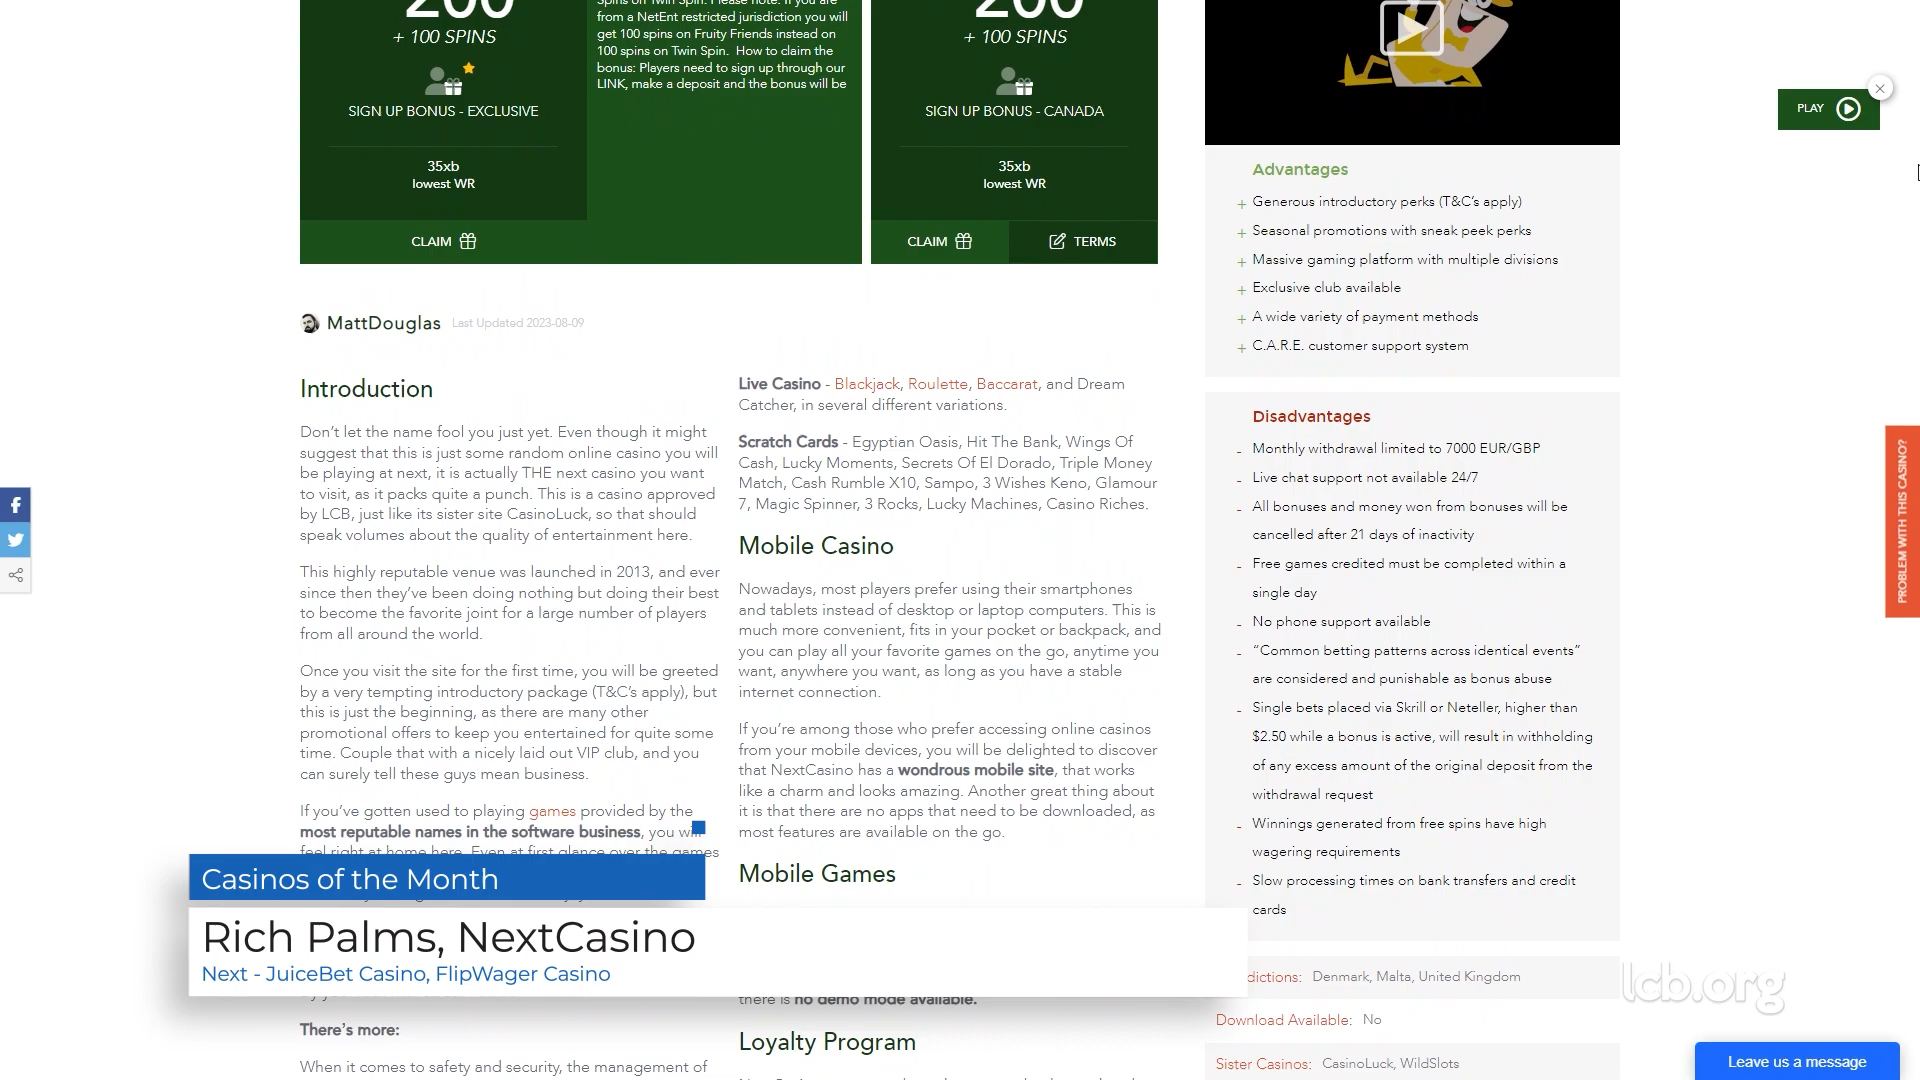 200
+ 100 SPINS
SIGN UP BONUS - EXCLUSIVE
35xb
lowest WR
CLAIM
Spins on Twin Spin. Please note: If you are
from a NetEnt restricted jurisdiction you will
get 100 spins on Fruity Friends instead on
100 spins on Twin Spin. How to claim the
bonus: Players need to sign up through our
LINK, make a deposit and the bonus will be
200
+ 100 SPINS
SIGN UP BONUS - CANADA
35xb
lowest WR
CLAIM
TERMS
PLAY
MattDouglas Last Updated 2023-08-09
Introduction
Don’t let the name fool you just yet. Even though it might
suggest that this is just some random online casino you will
be playing at next, it is actually THE next casino you want
to visit, as it packs quite a punch. This is a casino approved
by LCB, just like its sister site CasinoLuck, so that should
speak volumes about the quality of entertainment here.
This highly reputable venue was launched in 2013, and ever
since then they’ve been doing nothing but doing their best
to become the favorite joint for a large number of players
from all around the world.
Once you visit the site for the first time, you will be greeted
by a very tempting introductory package (T&C’s apply), but
this is just the beginning, as there are many other
promotional offers to keep you entertained for quite some
time. Couple that with a nicely laid out VIP club, and you
can surely tell these guys mean business.
If you’ve gotten used to playing games provided by the
most reputable names in the software business, you will
feel right at home here. Even at first glance over the games
There’s more:
When it comes to safety and security, the management of
Live Casino - Blackjack, Roulette, Baccarat, and Dream
Catcher, in several different variations.
Scratch Cards - Egyptian Oasis, Hit The Bank, Wings Of
Cash, Lucky Moments, Secrets Of El Dorado, Triple Money
Match, Cash Rumble X10, Sampo, 3 Wishes Keno, Glamour
7, Magic Spinner, 3 Rocks, Lucky Machines, Casino Riches.
Mobile Casino
Nowadays, most players prefer using their smartphones
and tablets instead of desktop or laptop computers. This is
much more convenient, fits in your pocket or backpack, and
you can play all your favorite games on the go, anytime you
want, anywhere you want, as long as you have a stable
internet connection.
If you’re among those who prefer accessing online casinos
from your mobile devices, you will be delighted to discover
that NextCasino has a wondrous mobile site, that works
like a charm and looks amazing. Another great thing about
it is that there are no apps that need to be downloaded, as
most features are available on the go.
Mobile Games
there is no demo mode available.
Loyalty Program
Advantages
+ Generous introductory perks (T&C’s apply)
+ Seasonal promotions with sneak peek perks
+ Massive gaming platform with multiple divisions
+ Exclusive club available
+ A wide variety of payment methods
+ C.A.R.E. customer support system
Disadvantages
- Monthly withdrawal limited to 7000 EUR/GBP
- Live chat support not available 24/7
- All bonuses and money won from bonuses will be
cancelled after 21 days of inactivity
- Free games credited must be completed within a
single day
- No phone support available
- “Common betting patterns across identical events”
are considered and punishable as bonus abuse
- Single bets placed via Skrill or Neteller, higher than
$2.50 while a bonus is active, will result in withholding
of any excess amount of the original deposit from the
withdrawal request
- Winnings generated from free spins have high
wagering requirements
- Slow processing times on bank transfers and credit
cards
dictions: Denmark, Malta, United Kingdom
Download Available: No
Sister Casinos: CasinoLuck, WildSlots
PROBLEM WITH THIS CASINO?
Casinos of the Month
Rich Palms, NextCasino
Next - JuiceBet Casino, FlipWager Casino
lcb.org
Leave us a message